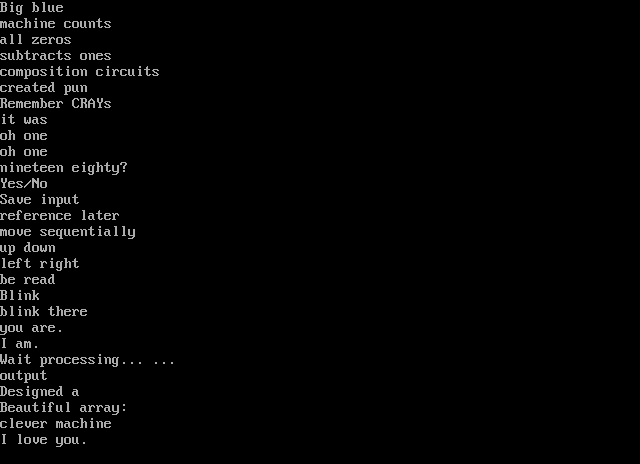 Big blue
machine counts
all zeros
subtracts ones
composition circuits
created pun
Remember CRAYs
it was
oh one
oh one
nineteen eighty?
Yes/No
Save input
reference later
move sequentially
up down
left right
be read
Blink
blink there
you are.
I am.
Wait processing... ...
output
Designed a
Beautiful array:
clever machine
I love you.